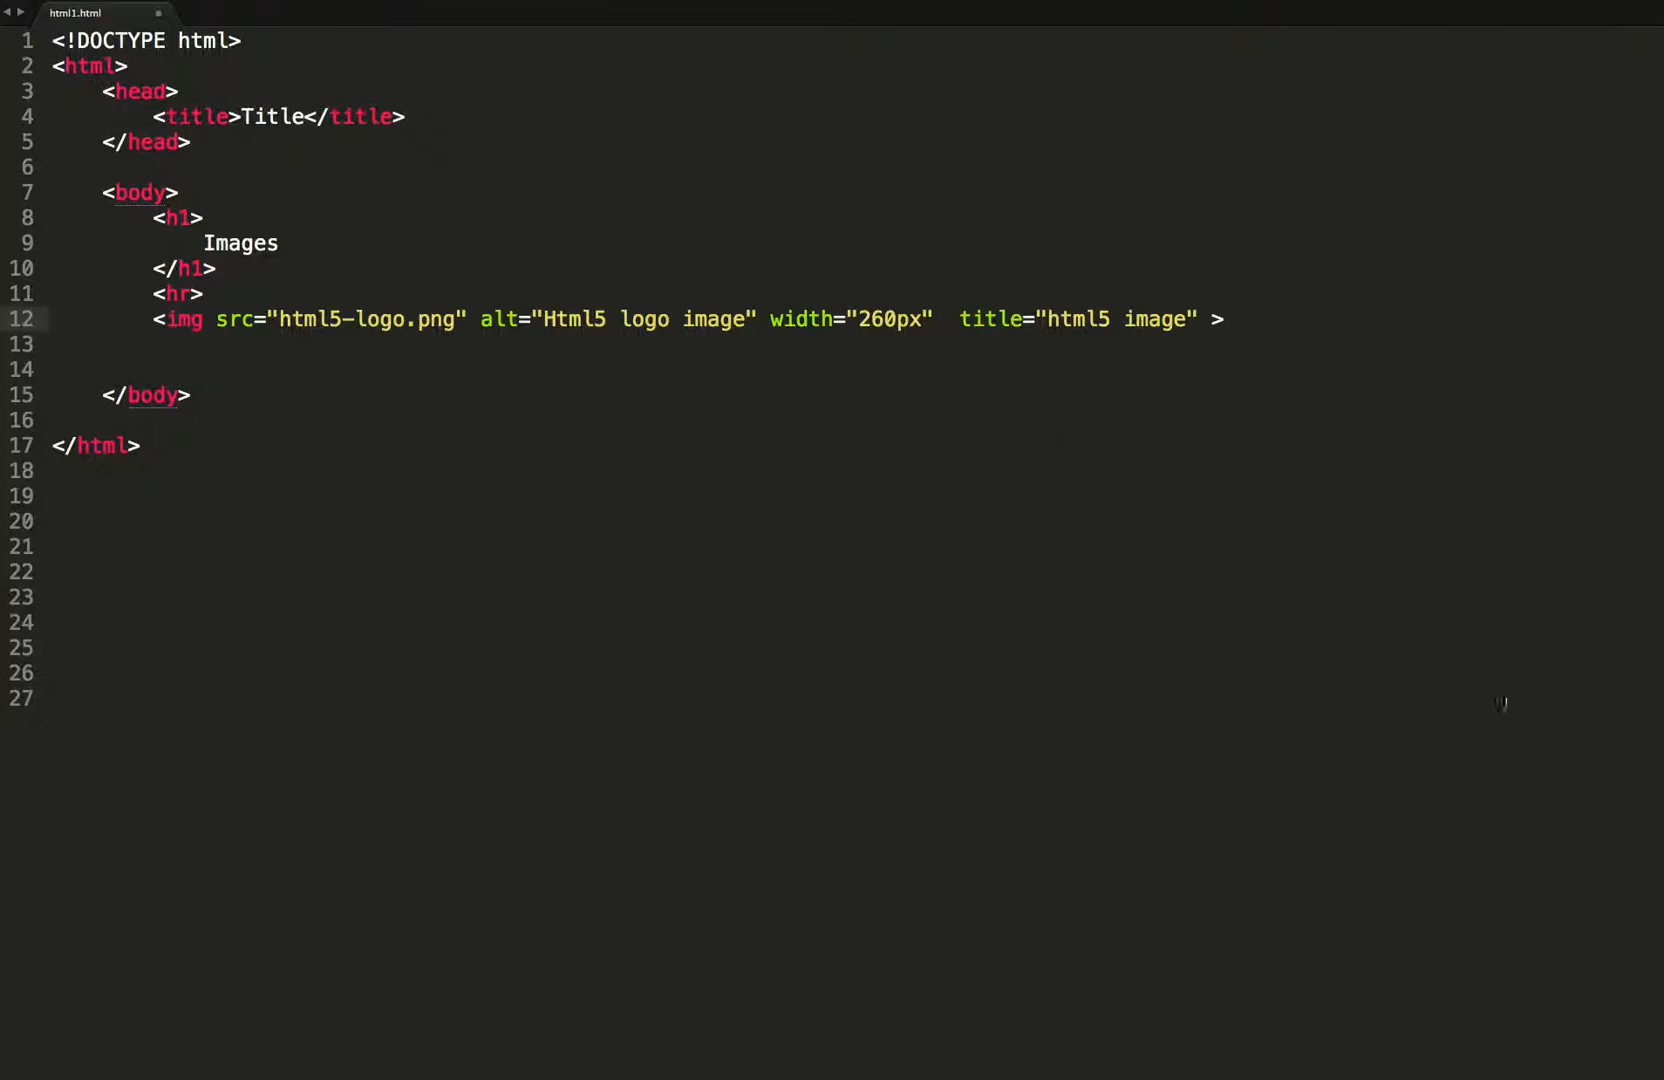 html1.html
1 <!DOCTYPE html>
2 <html>
3     <head>
4         <title>Title</title>
5     </head>
6
7     <body>
8         <h1>
9             Images
10         </h1>
11         <hr>
12         <img src="html5-logo.png" alt="Html5 logo image" width="260px"  title="html5 image" >
13
14
15     </body>
16
17 </html>
18
19
20
21
22
23
24
25
26
27